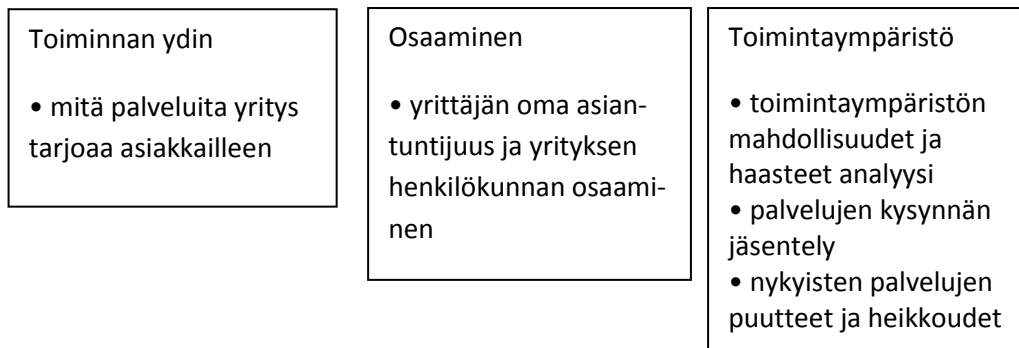 Toiminnan ydin
• mitä palveluita yritys
tarjoaa asiakkailleen
Osaaminen
• yrittäjän oma asian-
tuntijuus ja yrityksen
henkilökunnan osaami-
nen
Toimintaympäristö
• toimintaympäristön
mahdollisuudet ja
haasteet analyysi
• palvelujen kysynnän
jäsentely
• nykyisten palvelujen
puutteet ja heikkoudet